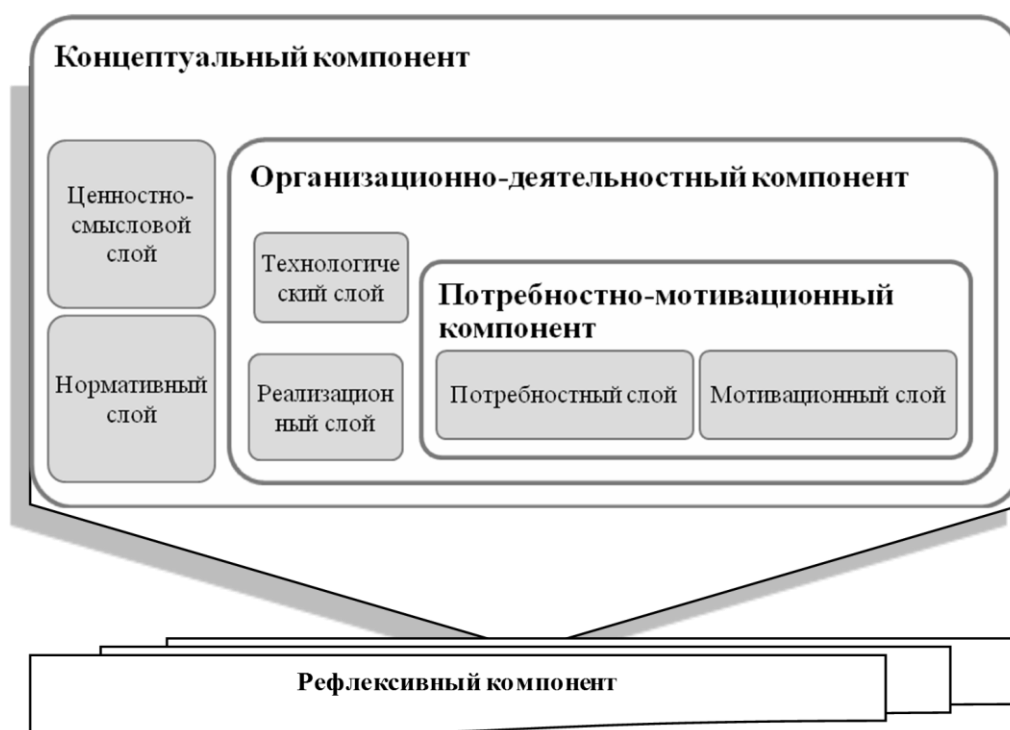 Концептуальный компонент
Ценностно-
смысловой
слой
Нормативный
слой
Организационно-деятельностный компонент
Технологиче
ский слой
Реализацион
ный слой
Потребностно-мотивационный
компонент
Потребностный слой
Мотивационный слой
Рефлексивный компонент